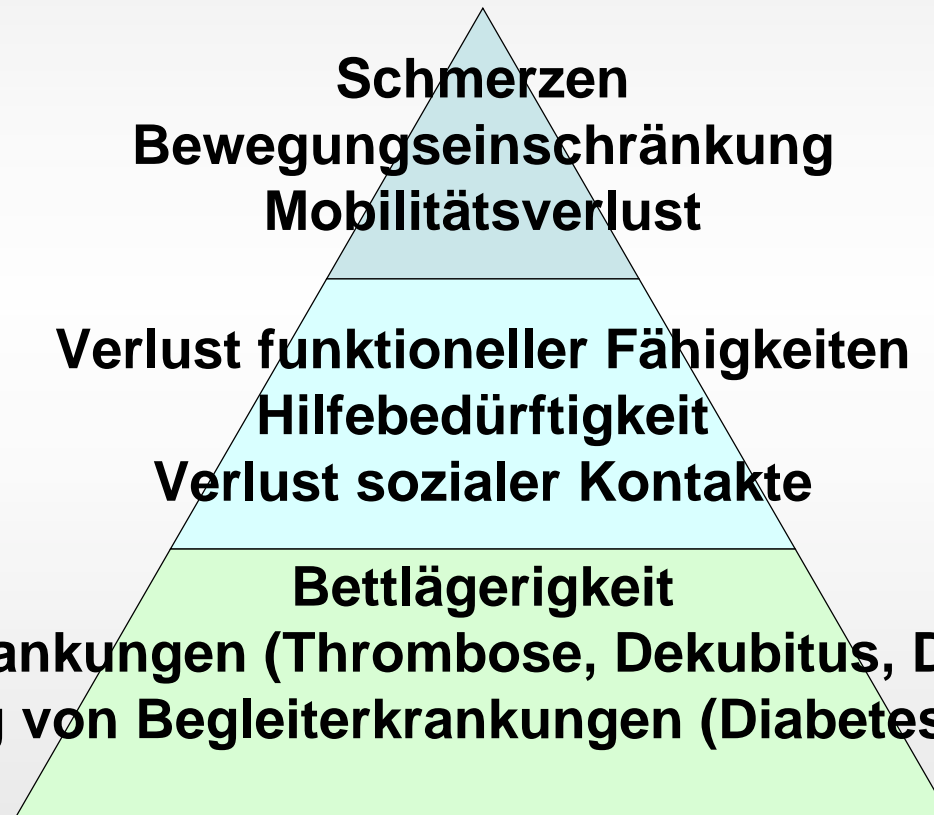 Schmerzen
Bewegungseinschränkung
Mobilitätsverlust
Verlust funktioneller Fähigkeiten
Hilfebedürftigkeit
Verlust sozialer Kontakte
Bettlägerigkeit
ankungen (Thrombose, Dekubitus, D
g von Begleiterkrankungen (Diabetes